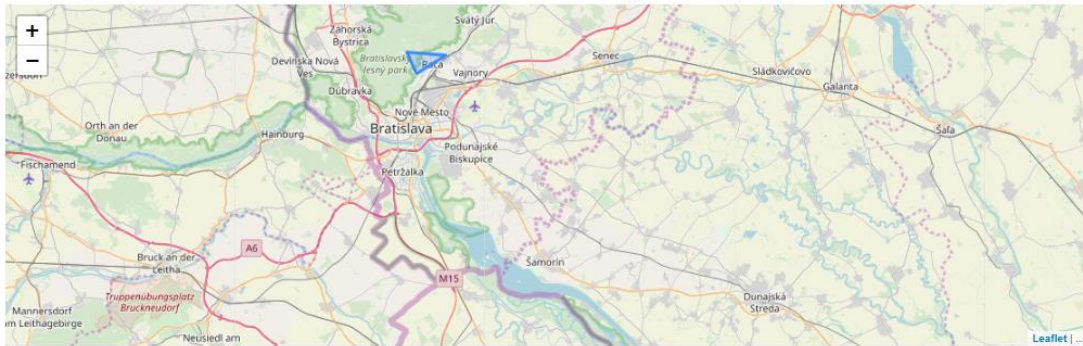 Svätý Jur
+
Záhorská
Bystrica
−
Devínska Nová
Ves
Bratislavský
lesný park
Rača
Vajnory
Senec
Sládkovičovo
Dúbravka
Galanta
Nové Mesto
Orth an der
Donau
Hainburg
Bratislava
Šaľa
Podunajské
Biskupice
Fischamend
Petržalka
A6
Bruck an der
Leitha
Šamorín
M15
Truppenübungsplatz
Bruckneudorf
Dunajská
Streda
Mannersdorf
am Leithagebirge
Neusiedl am
Leaflet | ...